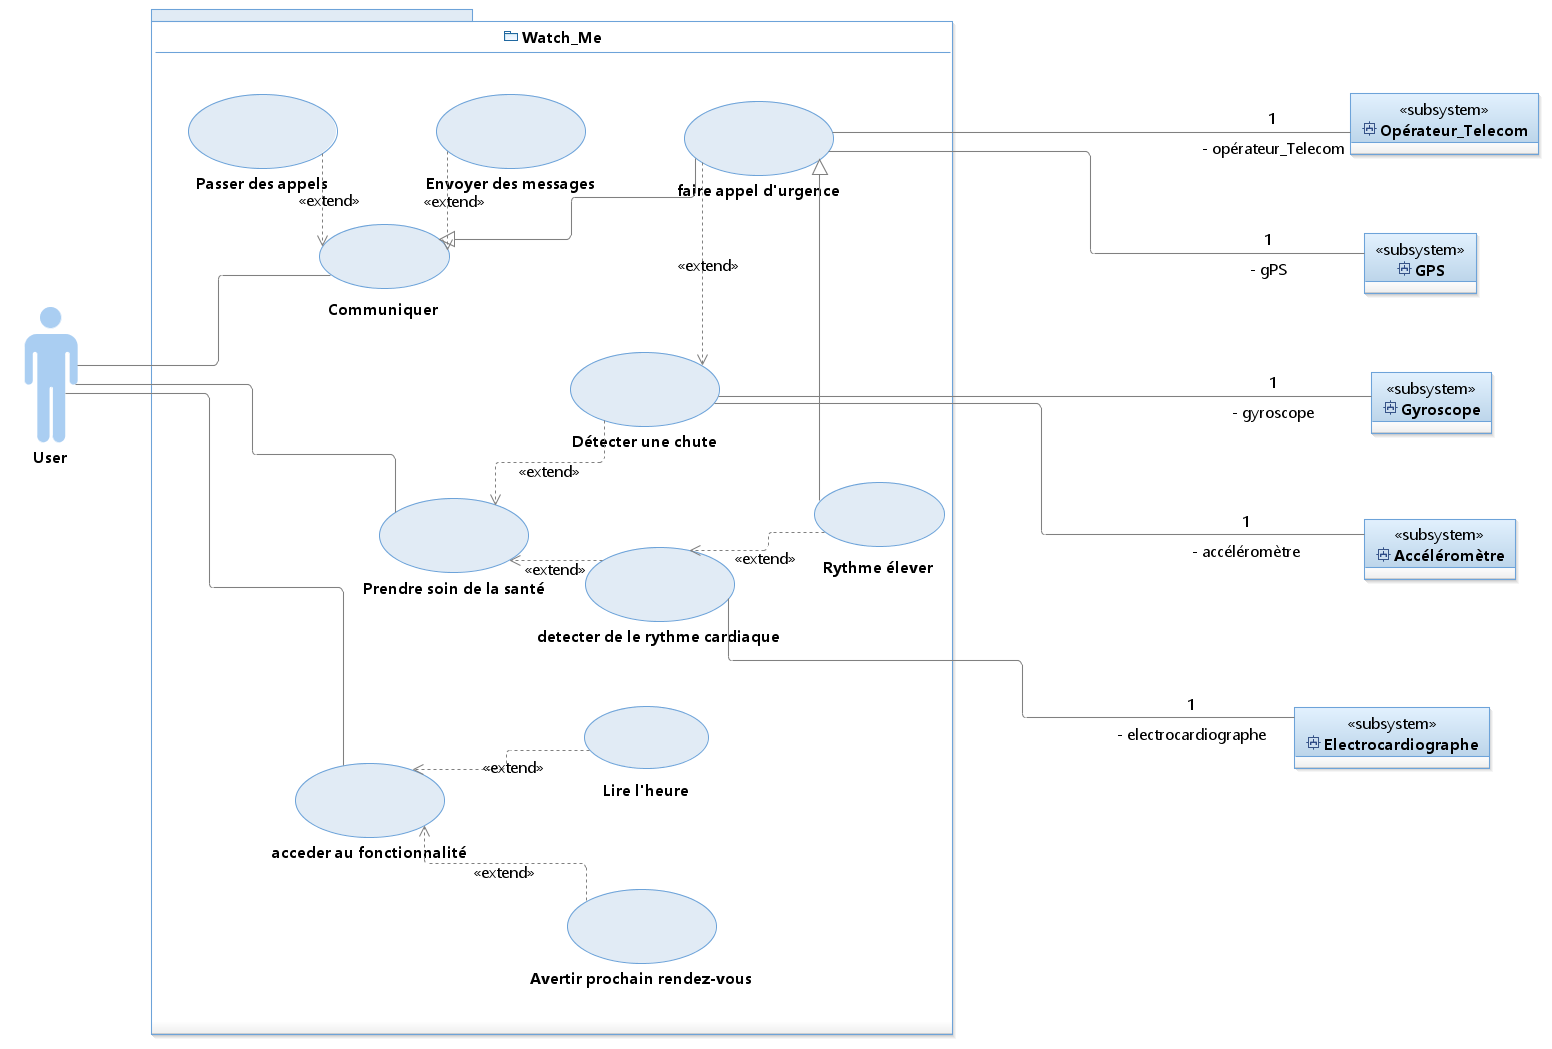 Watch_Me
Passer des appels
Envoyer des messages
faire appel d'urgence
«extend»
«extend»
«extend»
Communiquer
User
Détecter une chute
«extend»
Prendre soin de la santé
«extend»
detecter de le rythme cardiaque
«extend»
Rythme élever
Lire l'heure
«extend»
acceder au fonctionnalité
«extend»
Avertir prochain rendez-vous
1
- opérateur_Telecom
«subsystem»
Opérateur_Telecom
1
- gPS
«subsystem»
GPS
1
- gyroscope
«subsystem»
Gyroscope
1
- accéléromètre
«subsystem»
Accéléromètre
1
- electrocardiographe
«subsystem»
Electrocardiographe